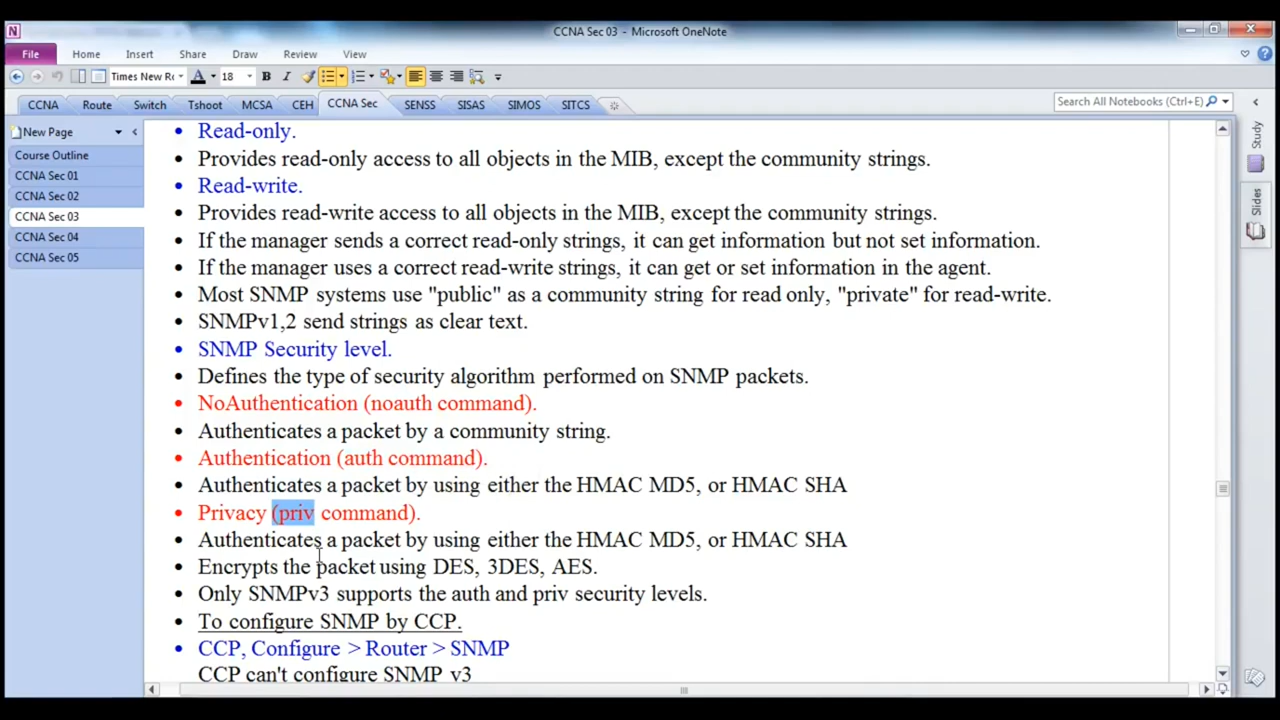 CCNA Sec 03 - Microsoft OneNote
File Home Insert Share Draw Review View
Times New Ro 18 B I
CCNA Route Switch Tshoot MCSA CEH CCNA Sec SENSS SISAS SIMOS SITCS Search All Notebooks (Ctrl+E)
New Page
Course Outline
CCNA Sec 01
CCNA Sec 02
CCNA Sec 03
CCNA Sec 04
CCNA Sec 05
• Read-only.
• Provides read-only access to all objects in the MIB, except the community strings.
• Read-write.
• Provides read-write access to all objects in the MIB, except the community strings.
• If the manager sends a correct read-only strings, it can get information but not set information.
• If the manager uses a correct read-write strings, it can get or set information in the agent.
• Most SNMP systems use "public" as a community string for read only, "private" for read-write.
• SNMPv1,2 send strings as clear text.
• SNMP Security level.
• Defines the type of security algorithm performed on SNMP packets.
• NoAuthentication (noauth command).
• Authenticates a packet by a community string.
• Authentication (auth command).
• Authenticates a packet by using either the HMAC MD5, or HMAC SHA
• Privacy (priv command).
• Authenticates a packet by using either the HMAC MD5, or HMAC SHA
• Encrypts the packet using DES, 3DES, AES.
• Only SNMPv3 supports the auth and priv security levels.
• To configure SNMP by CCP.
• CCP, Configure > Router > SNMP
CCP can't configure SNMP v3
Study
Slides